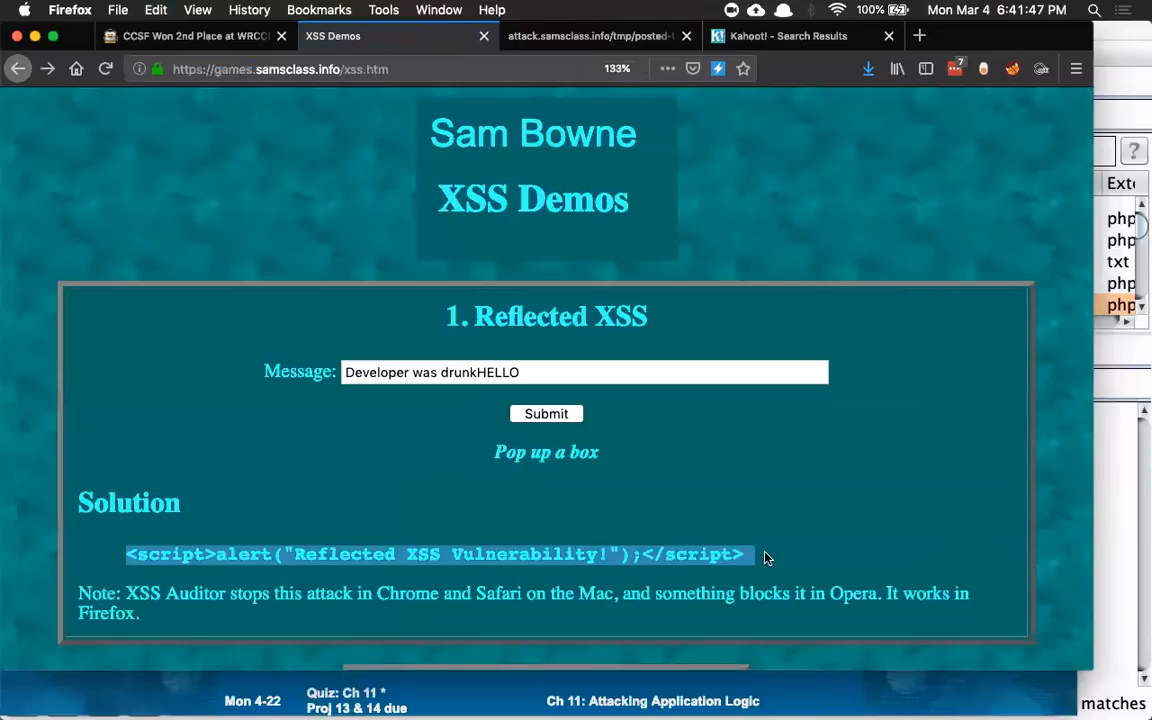 Firefox File Edit View History Bookmarks Tools Window Help 100% Mon Mar 4 6:41:47 PM
CCSF Won 2nd Place at WRCC
XSS Demos
attack.samsclass.info/tmp/posted-
K! Kahoot! - Search Results
https://games.samsclass.info/xss.htm
133%
7
Sam Bowne
XSS Demos
?
Exte
php
php
txt
php
php
1. Reflected XSS
Message: Developer was drunkHELLO
Submit
Pop up a box
Solution
<script>alert("Reflected XSS Vulnerability!");</script>
Note: XSS Auditor stops this attack in Chrome and Safari on the Mac, and something blocks it in Opera. It works in
Firefox.
Mon 4-22
Quiz: Ch 11 *
Proj 13 & 14 due
Ch 11: Attacking Application Logic
matches